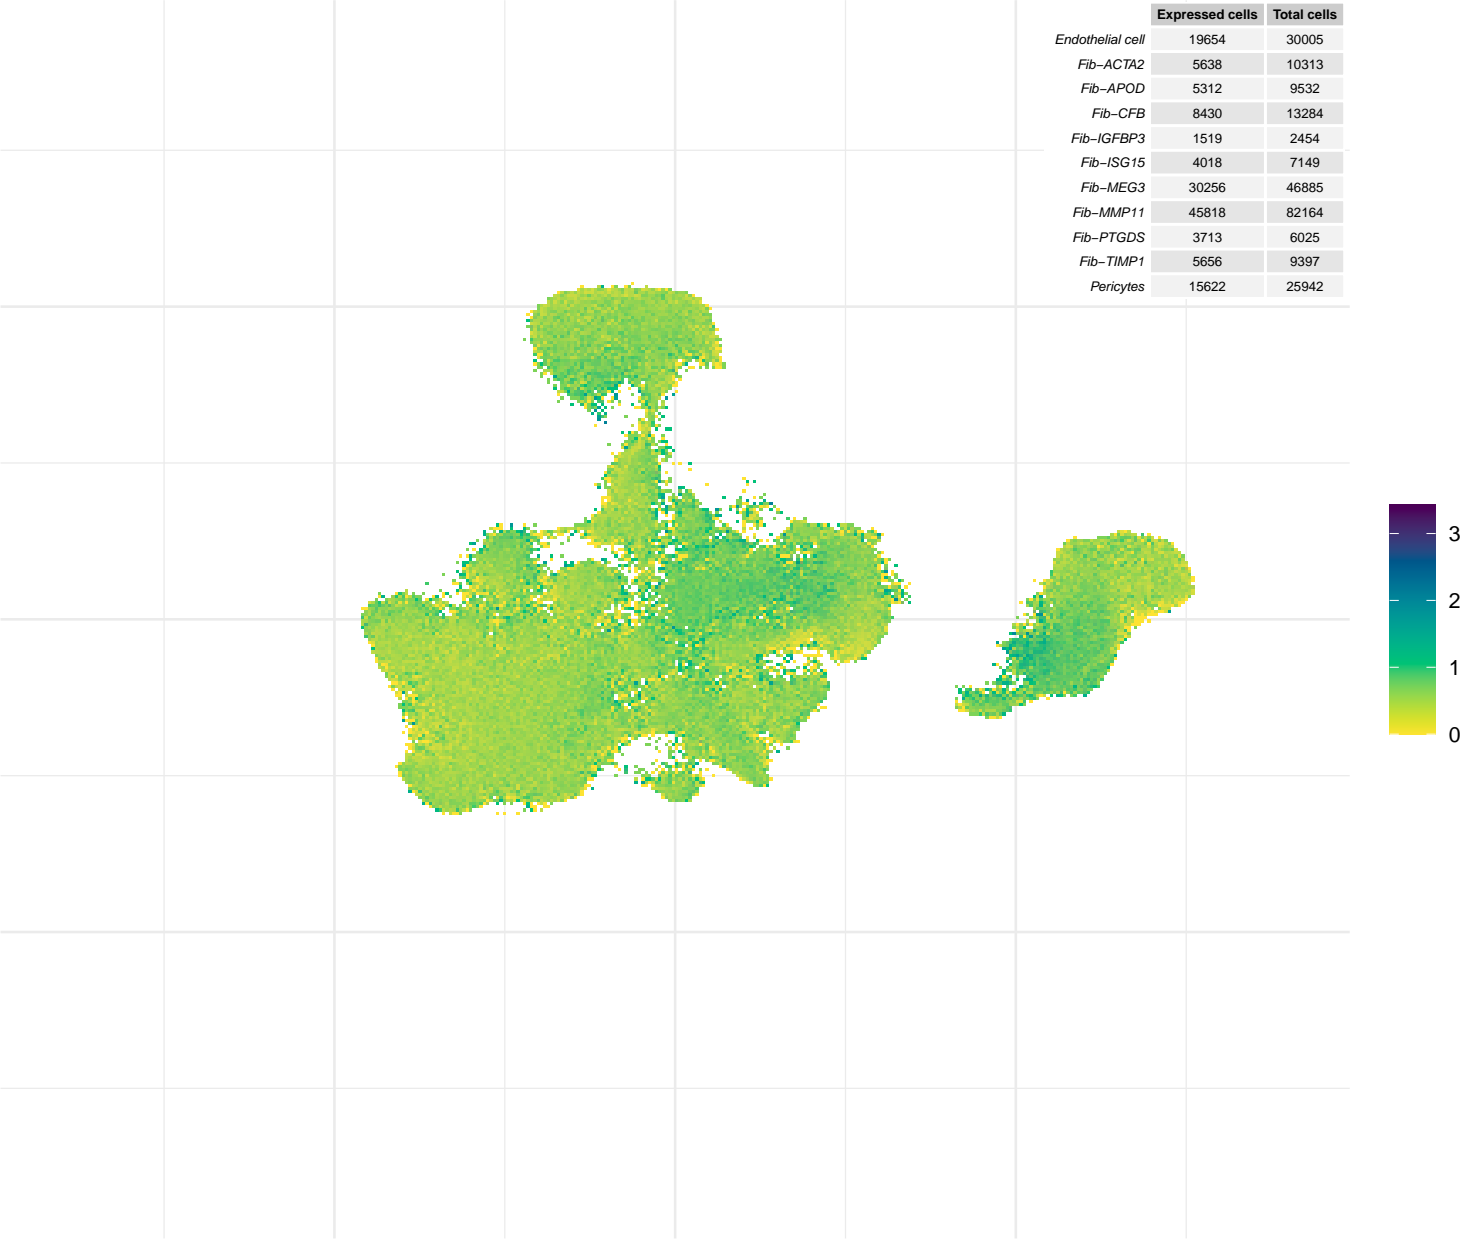 Expressed cells Total cells
Endothelial cell 19654 30005
Fib−ACTA2 5638 10313
Fib−APOD 5312 9532
Fib−CFB 8430 13284
Fib−IGFBP3 1519 2454
Fib−ISG15 4018 7149
Fib−MEG3 30256 46885
Fib−MMP11 45818 82164
Fib−PTGDS 3713 6025
Fib−TIMP1 5656 9397
Pericytes 15622 25942
3
2
1
0